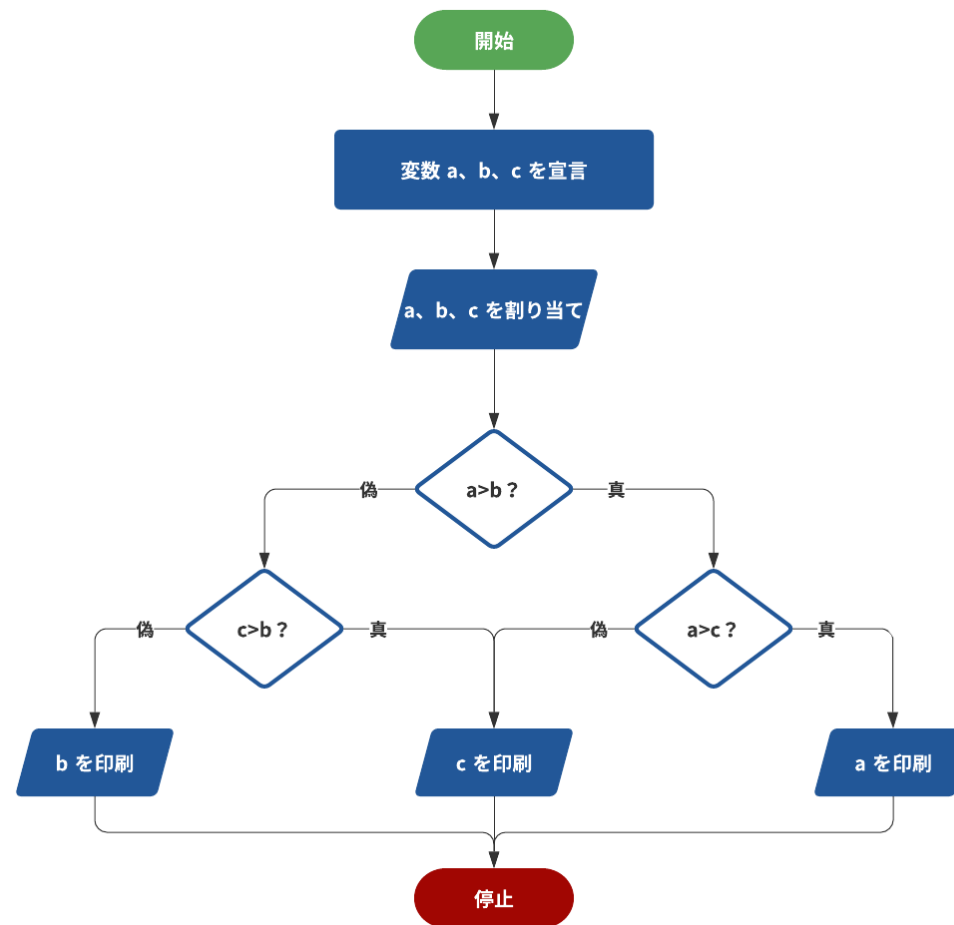 開始
変数 a、b、c を宣言
a、b、c を割り当て
a>b？
偽
真
c>b？
a>c？
偽
真
偽
真
b を印刷
c を印刷
a を印刷
停止